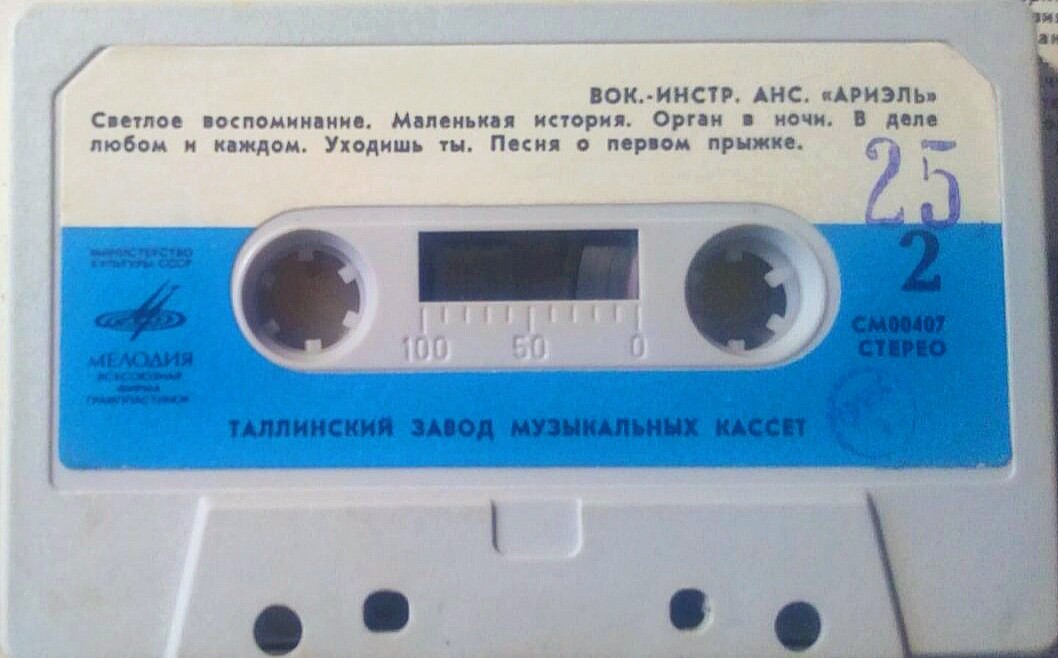 ВОК.-ИНСТР. АНС. «АРИЭЛЬ»
Светлое воспоминание. Маленькая история. Орган в ночи. В деле
любом и каждом. Уходишь ты. Песня о первом прыжке.
25
2
МИНИСТЕРСТВО
КУЛЬТУРЫ СССР
МЕЛОДИЯ
ВСЕСОЮЗНАЯ
ФИРМА
ГРАМПЛАСТИНОК
СМ00407
СТЕРЕО
100 50 0
ТАЛЛИНСКИЙ ЗАВОД МУЗЫКАЛЬНЫХ КАССЕТ